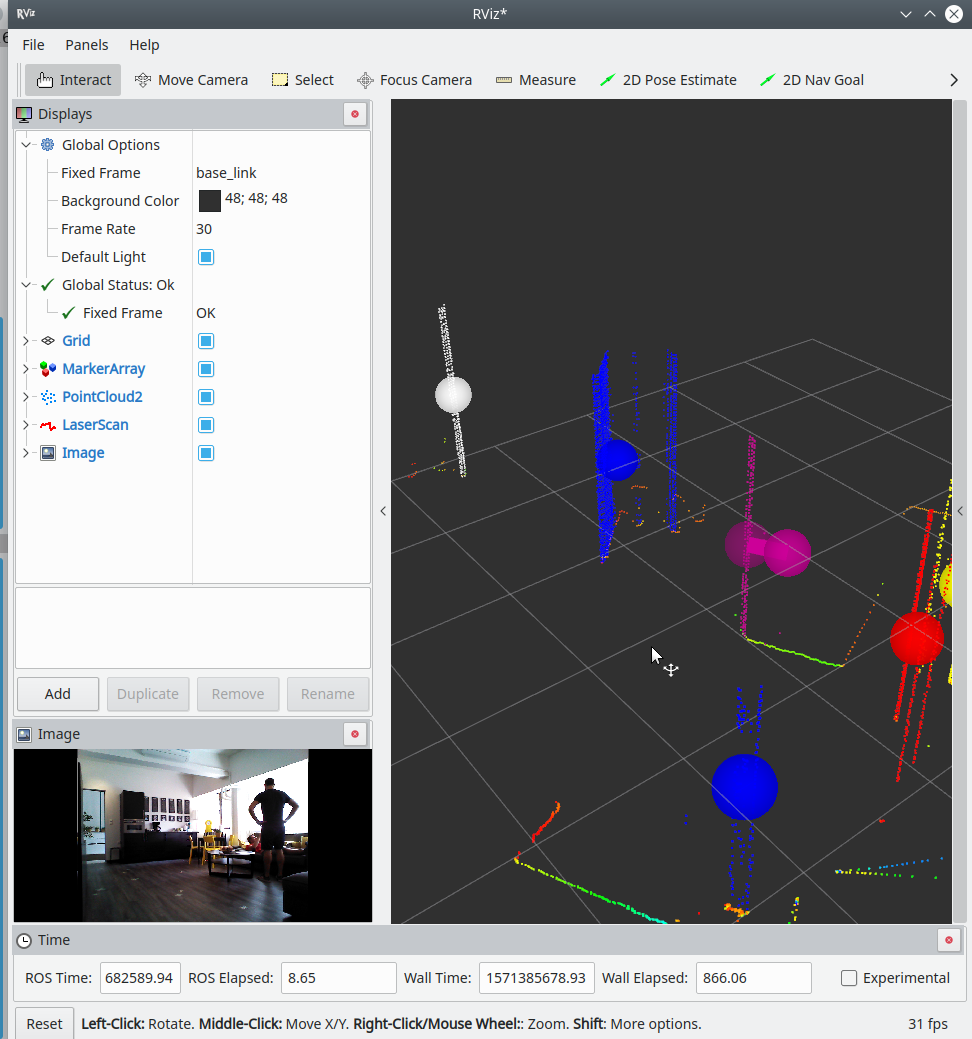 RViz RViz*
File Panels Help
Interact Move Camera Select Focus Camera Measure 2D Pose Estimate 2D Nav Goal
Displays
Global Options
Fixed Frame base_link
Background Color 48; 48; 48
Frame Rate 30
Default Light
Global Status: Ok
Fixed Frame OK
Grid
MarkerArray
PointCloud2
LaserScan
Image
Add Duplicate Remove Rename
Image
Time
ROS Time: 682589.94 ROS Elapsed: 8.65 Wall Time: 1571385678.93 Wall Elapsed: 866.06 Experimental
Reset Left-Click: Rotate. Middle-Click: Move X/Y. Right-Click/Mouse Wheel:: Zoom. Shift: More options. 31 fps